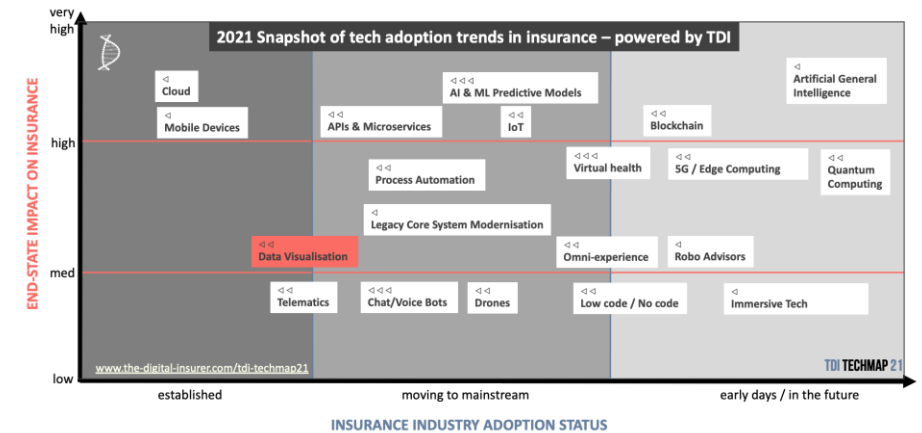 very
high
2021 Snapshot of tech adoption trends in insurance – powered by TDI
Cloud
Mobile Devices
AI & ML Predictive Models
APIs & Microservices
IoT
Artificial General
Intelligence
Blockchain
high
Process Automation
Virtual health
5G / Edge Computing
Quantum
Computing
Legacy Core System Modernisation
Data Visualisation
Omni-experience
Robo Advisors
med
Telematics
Chat/Voice Bots
Drones
Low code / No code
Immersive Tech
www.the-digital-insurer.com/tdi-techmap21
TDI TECHMAP 21
low
END-STATE IMPACT ON INSURANCE
established
moving to mainstream
early days / in the future
INSURANCE INDUSTRY ADOPTION STATUS